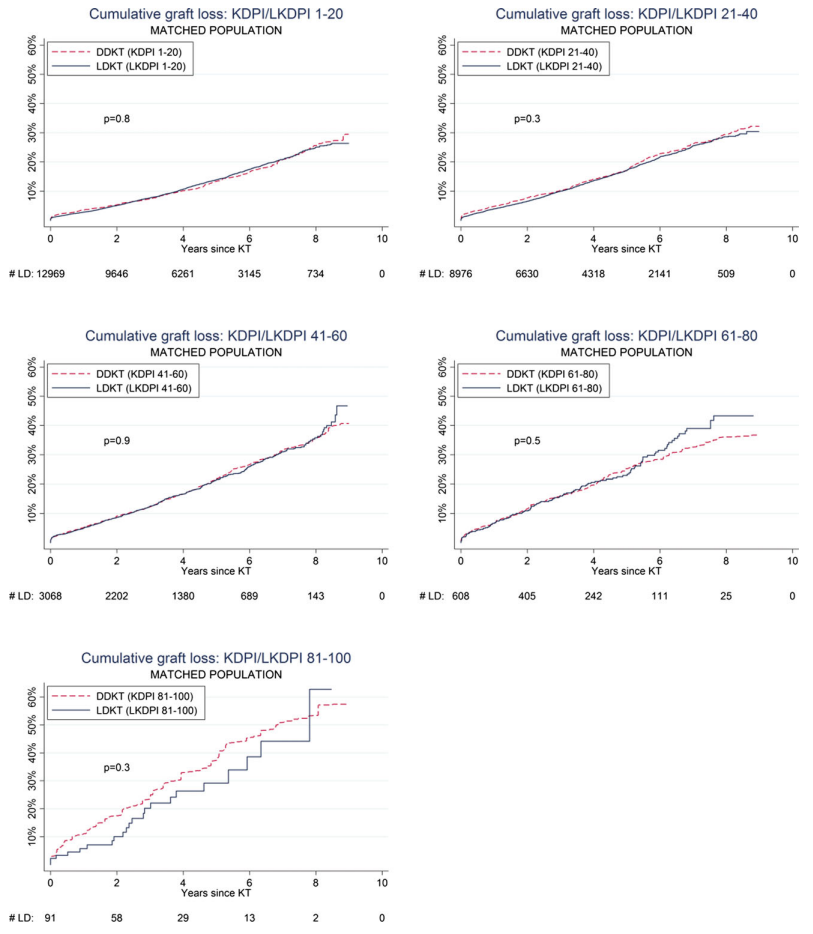 Cumulative graft loss: KDPI/LKDPI 1-20
MATCHED POPULATION
60%
50%
40%
30%
20%
10%
DDKT (KDPI 1-20)
LDKT (LKDPI 1-20)
p=0.8
0 2 4 6 8 10
Years since KT
# LD: 12969 9646 6261 3145 734 0
Cumulative graft loss: KDPI/LKDPI 21-40
MATCHED POPULATION
60%
50%
40%
30%
20%
10%
DDKT (KDPI 21-40)
LDKT (LKDPI 21-40)
p=0.3
0 2 4 6 8 10
Years since KT
# LD: 8976 6630 4318 2141 509 0
Cumulative graft loss: KDPI/LKDPI 41-60
MATCHED POPULATION
60%
50%
40%
30%
20%
10%
DDKT (KDPI 41-60)
LDKT (LKDPI 41-60)
p=0.9
0 2 4 6 8 10
Years since KT
# LD: 3068 2202 1380 689 143 0
Cumulative graft loss: KDPI/LKDPI 61-80
MATCHED POPULATION
60%
50%
40%
30%
20%
10%
DDKT (KDPI 61-80)
LDKT (LKDPI 61-80)
p=0.5
0 2 4 6 8 10
Years since KT
# LD: 608 405 242 111 25 0
Cumulative graft loss: KDPI/LKDPI 81-100
MATCHED POPULATION
60%
50%
40%
30%
20%
10%
DDKT (KDPI 81-100)
LDKT (LKDPI 81-100)
p=0.3
0 2 4 6 8 10
Years since KT
# LD: 91 58 29 13 2 0